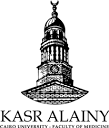 KASR ALAINY
CAIRO UNIVERSITY - FACULTY OF MEDICINE